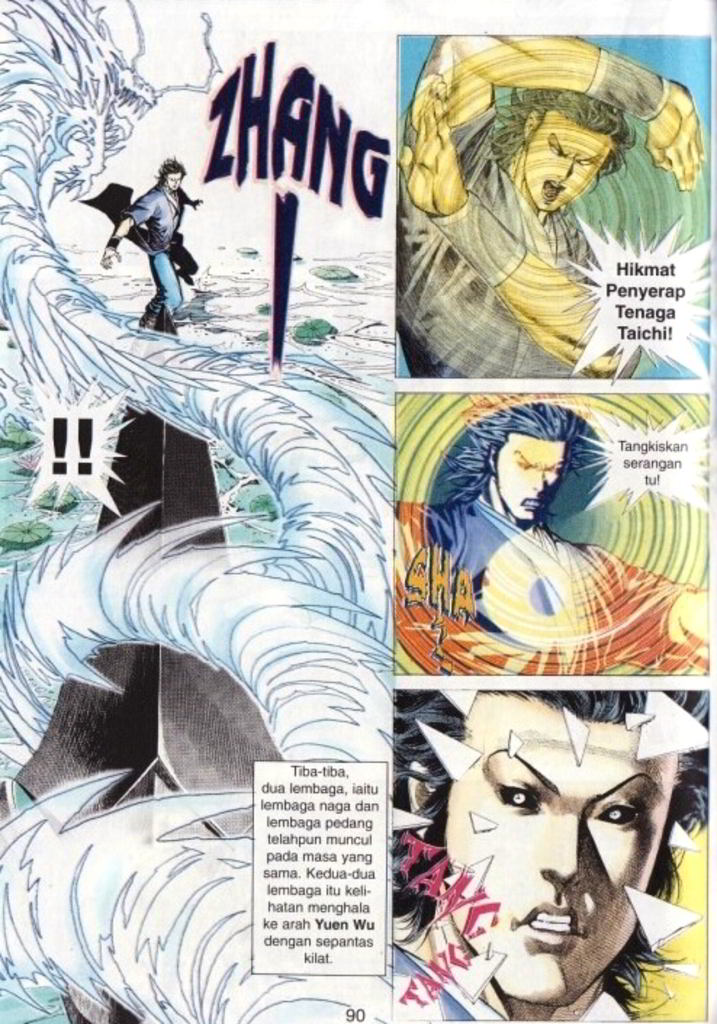 ZHANG
!!
Tiba-tiba,
dua lembaga, iaitu
lembaga naga dan
lembaga pedang
telahpun muncul
pada masa yang
sama. Kedua-dua
lembaga itu keli-
hatan menghala
ke arah Yuen Wu
dengan sepantas
kilat.
Hikmat
Penyerap
Tenaga
Taichi!
Tangkiskan
serangan
tu!
SHA
TANG
TANG
90